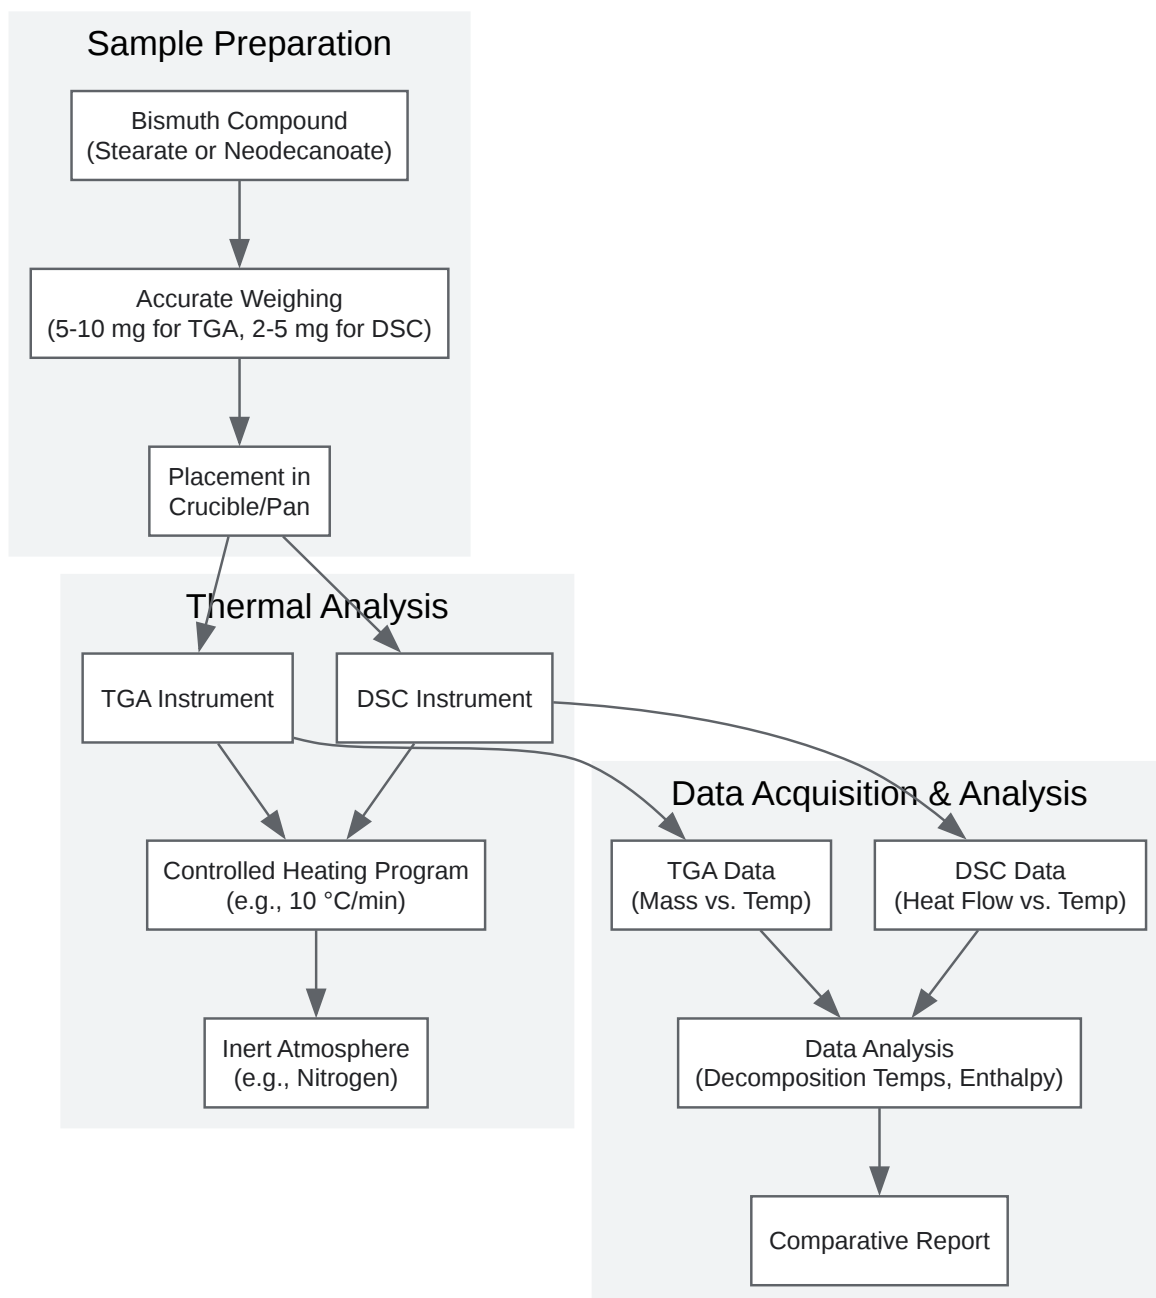 Sample Preparation
Bismuth Compound
(Stearate or Neodecanoate)
Accurate Weighing
(5-10 mg for TGA, 2-5 mg for DSC)
Placement in
Crucible/Pan
Thermal Analysis
TGA Instrument
DSC Instrument
Controlled Heating Program
(e.g., 10 °C/min)
Inert Atmosphere
(e.g., Nitrogen)
Data Acquisition & Analysis
TGA Data
(Mass vs. Temp)
DSC Data
(Heat Flow vs. Temp)
Data Analysis
(Decomposition Temps, Enthalpy)
Comparative Report